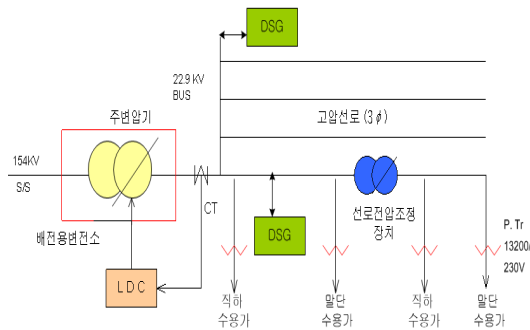 DSG
22.9 KV
BUS
주변압기
고압선로 (3φ)
154KV
S/S
CT
선로전압조정
장치
P. Tr
13200/
230V
배전용변전소
DSG
LDC
직하
수용가
말단
수용가
직하
수용가
말단
수용가